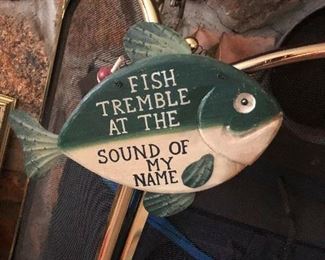 FISH
TREMBLE
AT THE
SOUND OF
MY
NAME